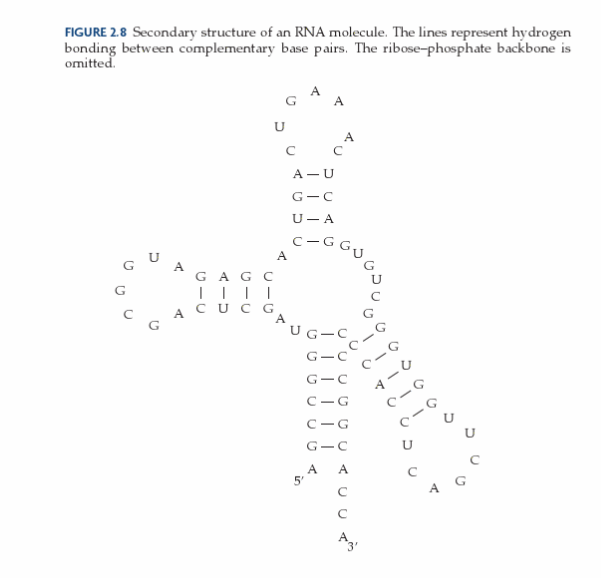 FIGURE 2.8 Secondary structure of an RNA molecule. The lines represent hydrogen
bonding between complementary base pairs. The ribose–phosphate backbone is
omitted.
A
G A
U
A
C C
A U
G C
U A
C G G
U A U
G A G
G A G C U
G C
C A C U C G G
G A
U G C G
C G
G C C U
G C A G
C G C G
C G C U
G C U U
A A C C
5' A G
C
C
A
3'